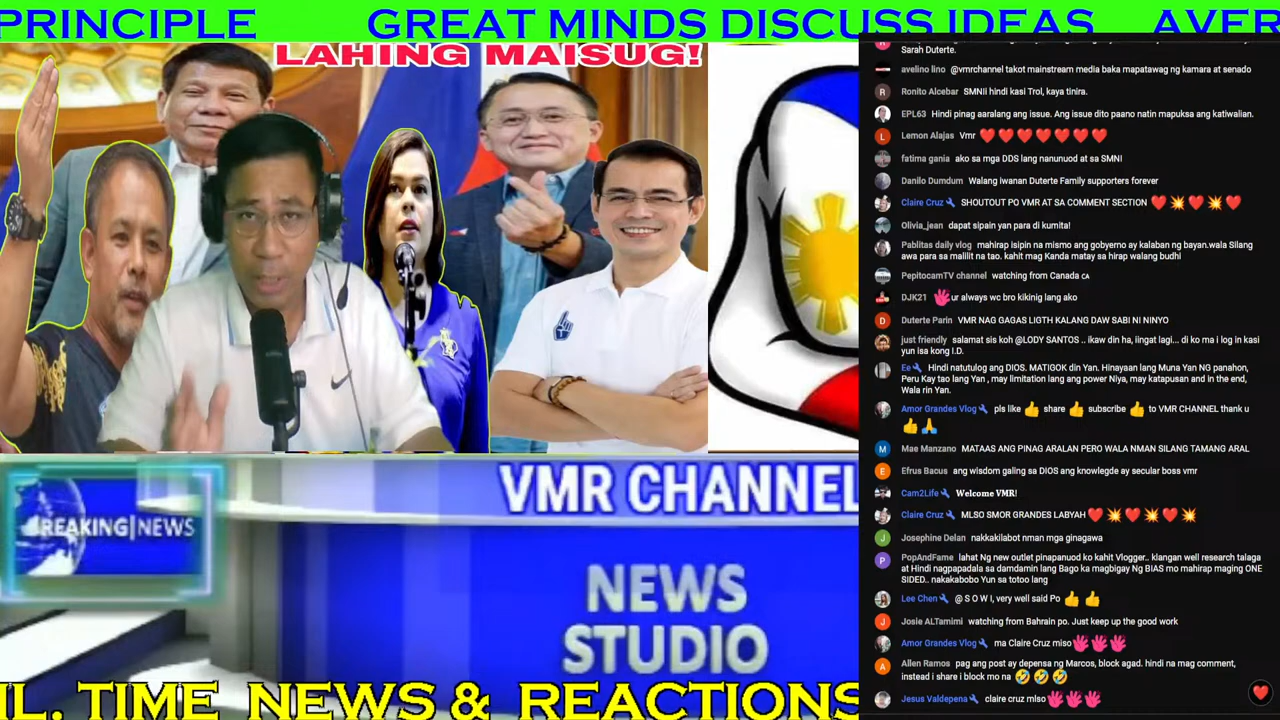 PRINCIPLE GREAT MINDS DISCUSS IDEAS AVER
LAHING MAISUG!
VMR CHANNEL
BREAKING|NEWS
NEWS
STUDIO
IL. TIME NEWS & REACTIONS
Sarah Duterte.
avelino lino @vmrchannel takot mainstream media baka mapatawag ng kamara at senado
Ronito Alcebar SMNIi hindi kasi Trol, kaya tinira.
EPL63 Hindi pinag aaralang ang issue. Ang issue dito paano natin mapuksa ang katiwalian.
Lemon Alajas Vmr ❤️❤️❤️❤️❤️❤️❤️
fatima gania ako sa mga DDS lang nanunuod at sa SMN!
Danilo Dumdum Walang iwanan Duterte Family supporters forever
Claire Cruz SHOUTOUT PO VMR AT SA COMMENT SECTION ❤️💥❤️💥❤️
Olivia_jean dapat sipain yan para di kumita!
Pablitas daily vlog mahirap isipin na mismo ang gobyerno ay kalaban ng bayan.wala Silang
awa para sa malilit na tao. kahit mag Kanda matay sa hirap walang budhi
PepitocamTV channel watching from Canada CA
DJK21 ur always wc bro kikinig lang ako
Duterte Parin VMR NAG GAGAS LIGTH KALANG DAW SABI NI NINYO
just friendly salamat sis koh @LODY SANTOS .. ikaw din ha, iingat lagi... di ko ma i log in kasi
yun isa kong I.D.
Ee Hindi natutulog ang DIOS. MATIGOK din Yan. Hinayaan lang Muna Yan NG panahon,
Peru Kay tao lang Yan , may limitation lang ang power Niya, may katapusan and in the end,
Wala rin Yan.
Amor Grandes Vlog pls like 👍 share 👍 subscribe 👍 to VMR CHANNEL thank u
👍🙏
Mae Manzano MATAAS ANG PINAG ARALAN PERO WALA NMAN SILANG TAMANG ARAL
Efrus Bacus ang wisdom galing sa DIOS ang knowlegde ay secular boss vmr
Cam2Life Welcome VMR!
Claire Cruz MLSO SMOR GRANDES LABYAH❤️💥❤️💥❤️💥
Josephine Delan nakkakilabot nman mga ginagawa
PopAndFame lahat Ng new outlet pinapanuod ko kahit Vlogger.. klangan well research talaga
at Hindi nagpapadala sa damdamin lang Bago ka magbigay Ng BIAS mo mahirap maging ONE
SIDED.. nakakabobo Yun sa totoo lang
Lee Chen @ S O W I, very well said Po 👍 👍
Josie ALTamimi watching from Bahrain po. Just keep up the good work
Amor Grandes Vlog ma Claire Cruz miso
Allen Ramos pag ang post ay depensa ng Marcos, block agad. hindi na mag comment,
instead i share i block mo na 🤣🤣🤣
Jesus Valdepena claire cruz mlso